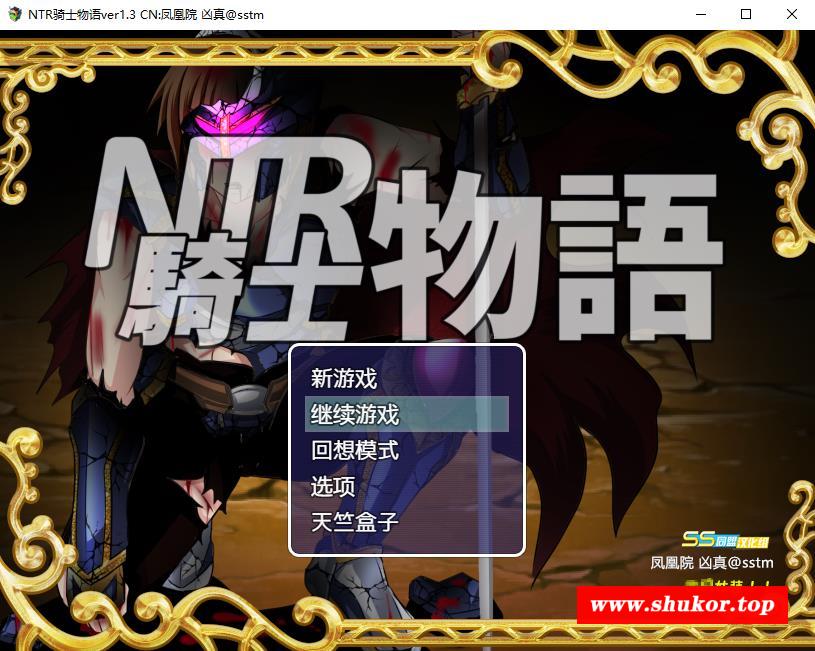 NTR骑士物语ver1.3 CN:凤凰院 凶真@sstm
NTR
騎士物語
新游戏
继续游戏
回想模式
选项
天竺盒子
SS同盟汉化组
凤凰院 凶真@sstm
www.shukor.top